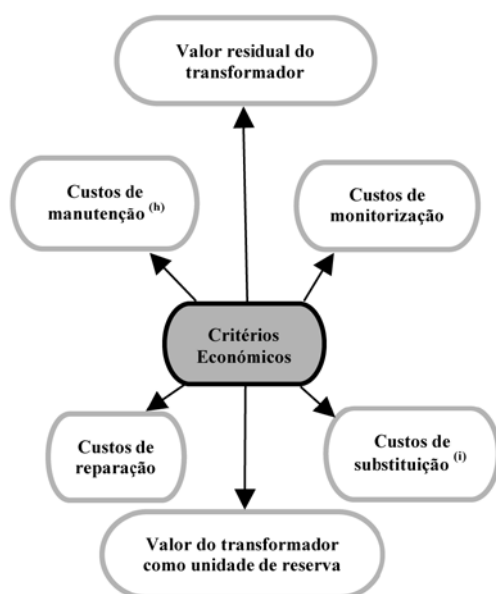 Valor residual do
transformador
Custos de
manutenção (h)
Custos de
monitorização
Critérios
Económicos
Custos de
reparação
Custos de
substituição (i)
Valor do transformador
como unidade de reserva